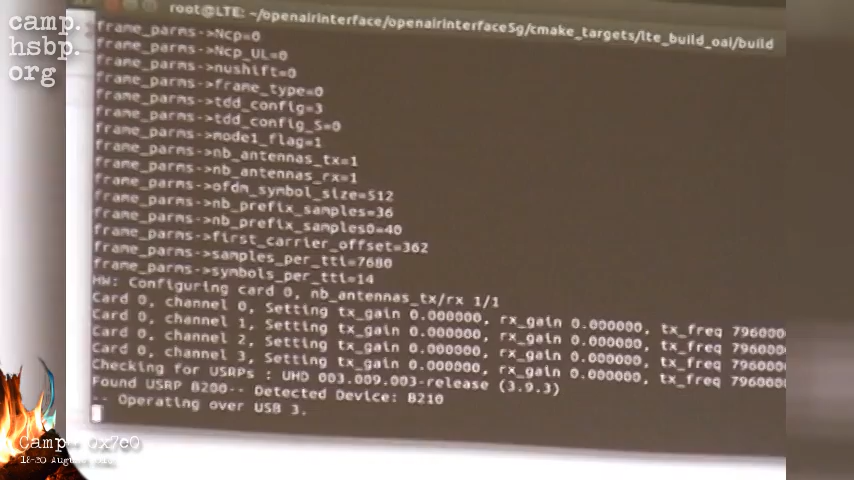 camp.
hsbp.
org
root@LTE: ~/openairinterface/openairinterface5g/cmake_targets/lte_build_oai/build
frame_parms->Ncp=0
frame_parms->Ncp_UL=0
frame_parms->nushift=0
frame_parms->frame_type=0
frame_parms->tdd_config=3
frame_parms->tdd_config_S=0
frame_parms->mode1_flag=1
frame_parms->nb_antennas_tx=1
frame_parms->nb_antennas_rx=1
frame_parms->ofdm_symbol_size=512
frame_parms->nb_prefix_samples=36
frame_parms->nb_prefix_samples0=40
frame_parms->first_carrier_offset=362
frame_parms->samples_per_tti=7680
frame_parms->symbols_per_tti=14
HW: Configuring card 0, nb_antennas_tx/rx 1/1
Card 0, channel 0, Setting tx_gain 0.000000, rx_gain 0.000000, tx_freq 796000
Card 0, channel 1, Setting tx_gain 0.000000, rx_gain 0.000000, tx_freq 796000
Card 0, channel 2, Setting tx_gain 0.000000, rx_gain 0.000000, tx_freq 796000
Card 0, channel 3, Setting tx_gain 0.000000, rx_gain 0.000000, tx_freq 796000
Checking for USRPs : UHD 003.009.003-release (3.9.3)
Found USRP B200-- Detected Device: B210
-- Operating over USB 3.
Camp++ 0x7e0